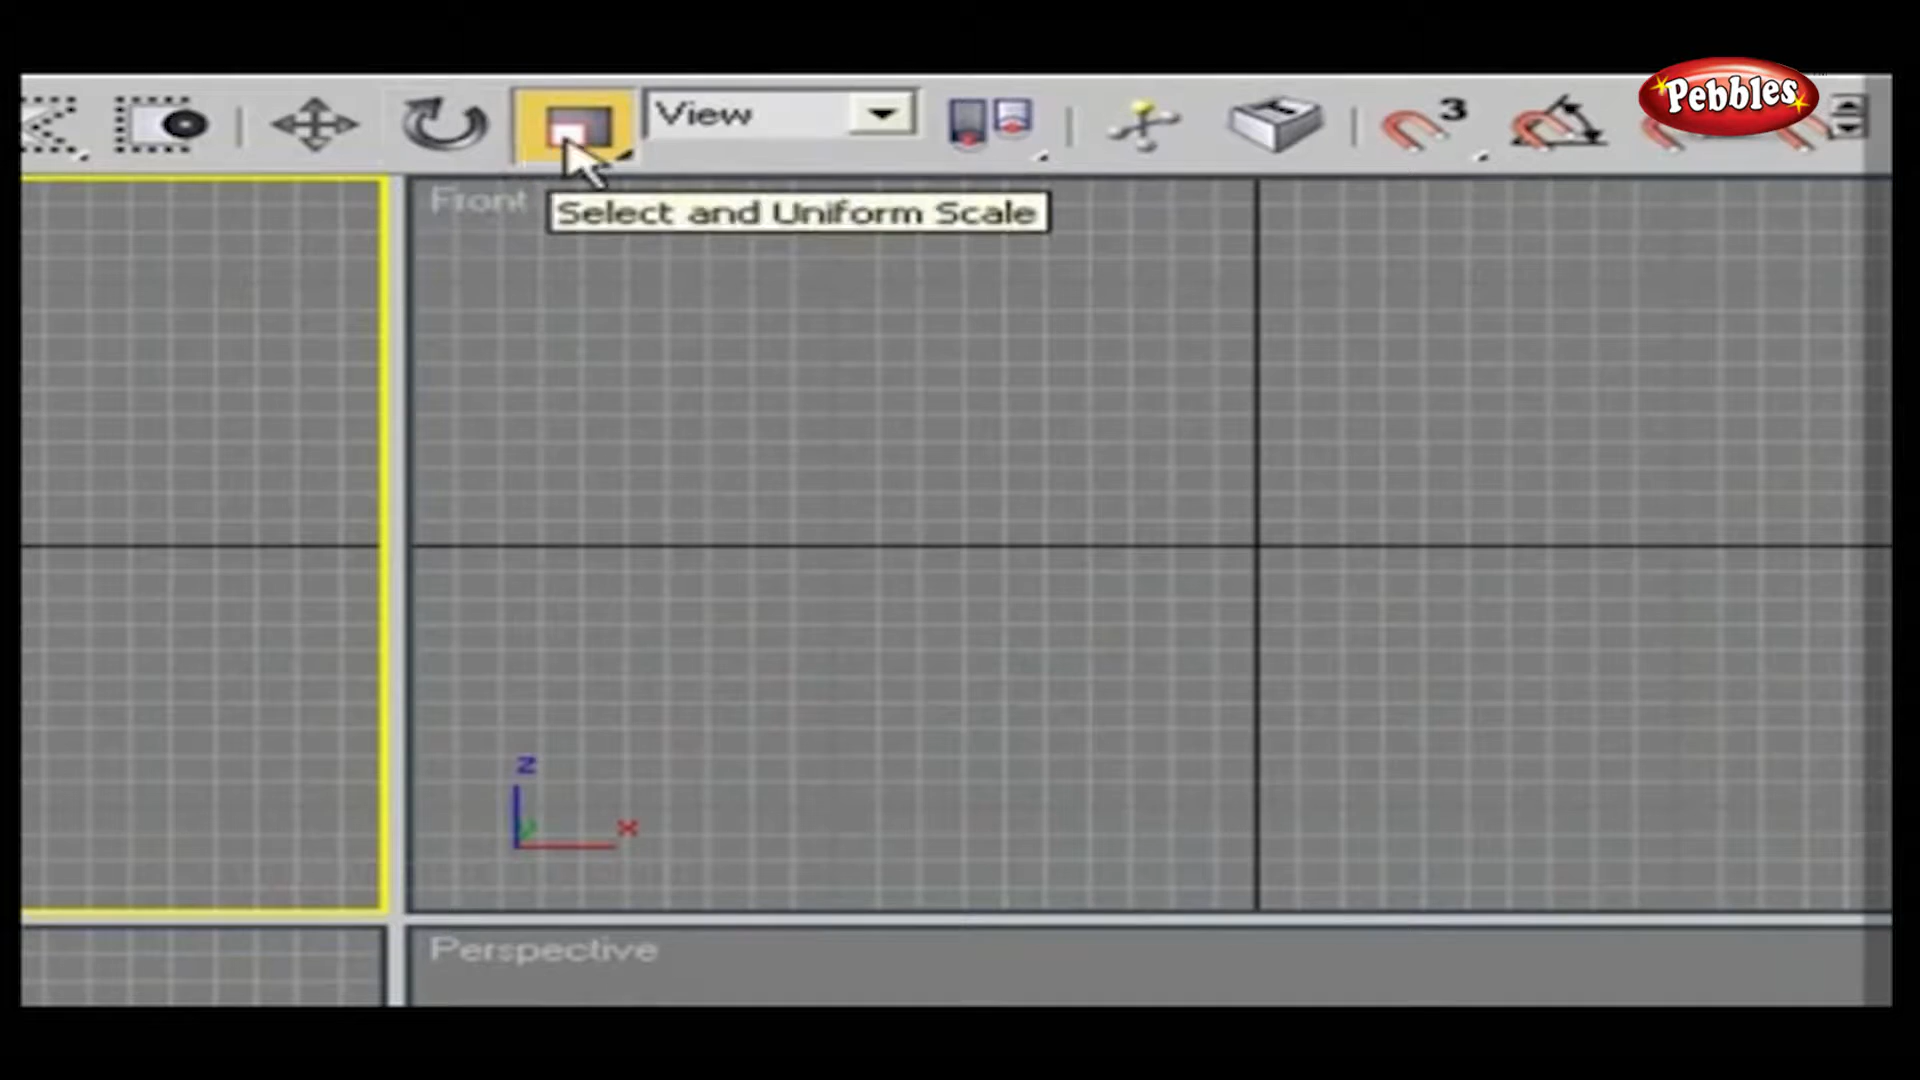 Pebbles
View
3
Front
Select and Uniform Scale
z
y
x
Perspective